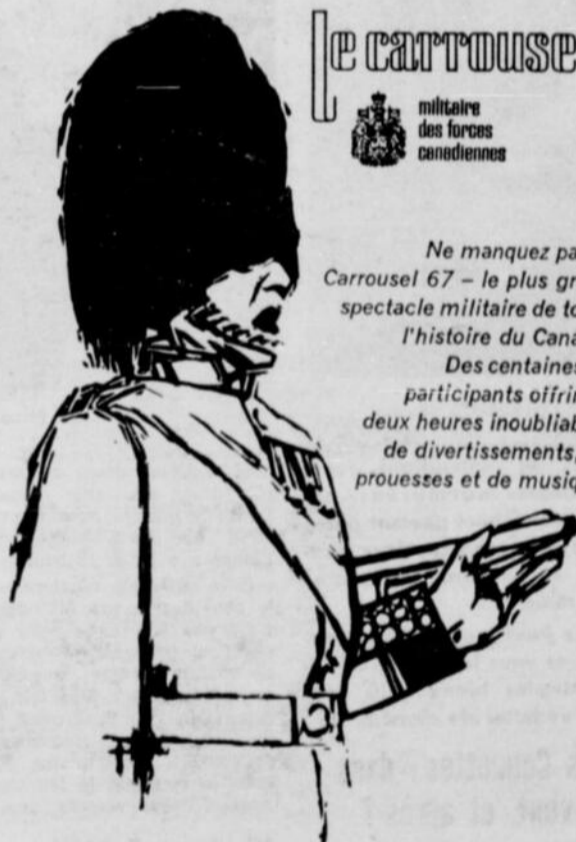 le carrouse
militaire
des forces
canadiennes
Ne manquez pa
Carrousel 67 – le plus gr
spectacle militaire de to
l'histoire du Cana
Des centaines
participants offrir
deux heures inoubliab
de divertissements,
prouesses et de musiq